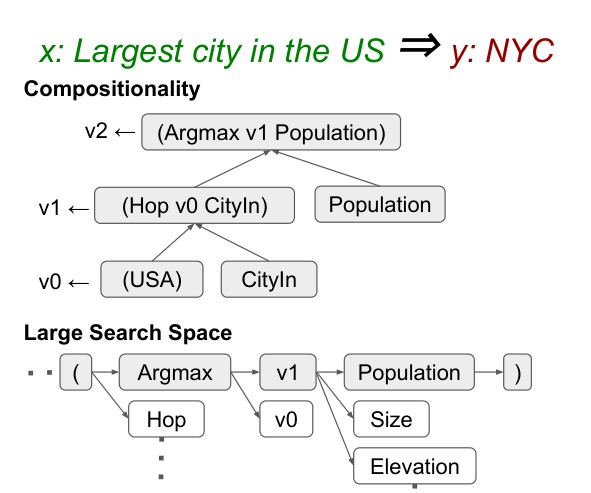 x: Largest city in the US ⇒ y: NYC
Compositionality
v2 ← (Argmax v1 Population)
v1 ← (Hop v0 CityIn) Population
v0 ← (USA) CityIn
Large Search Space
( Argmax v1 Population )
Hop v0 Size
Elevation